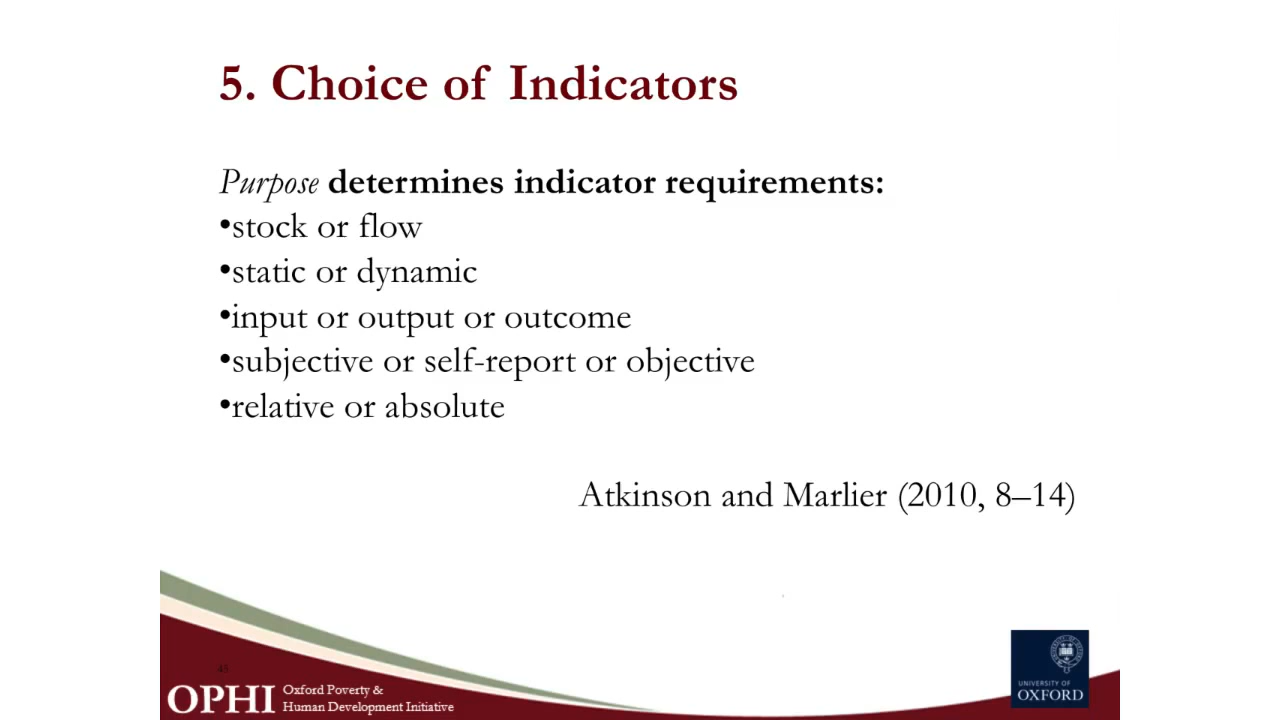 5. Choice of Indicators
Purpose determines indicator requirements:
•stock or flow
•static or dynamic
•input or output or outcome
•subjective or self-report or objective
•relative or absolute
Atkinson and Marlier (2010, 8–14)
45
OPHI
Oxford Poverty &
Human Development Initiative
UNIVERSITY OF
OXFORD